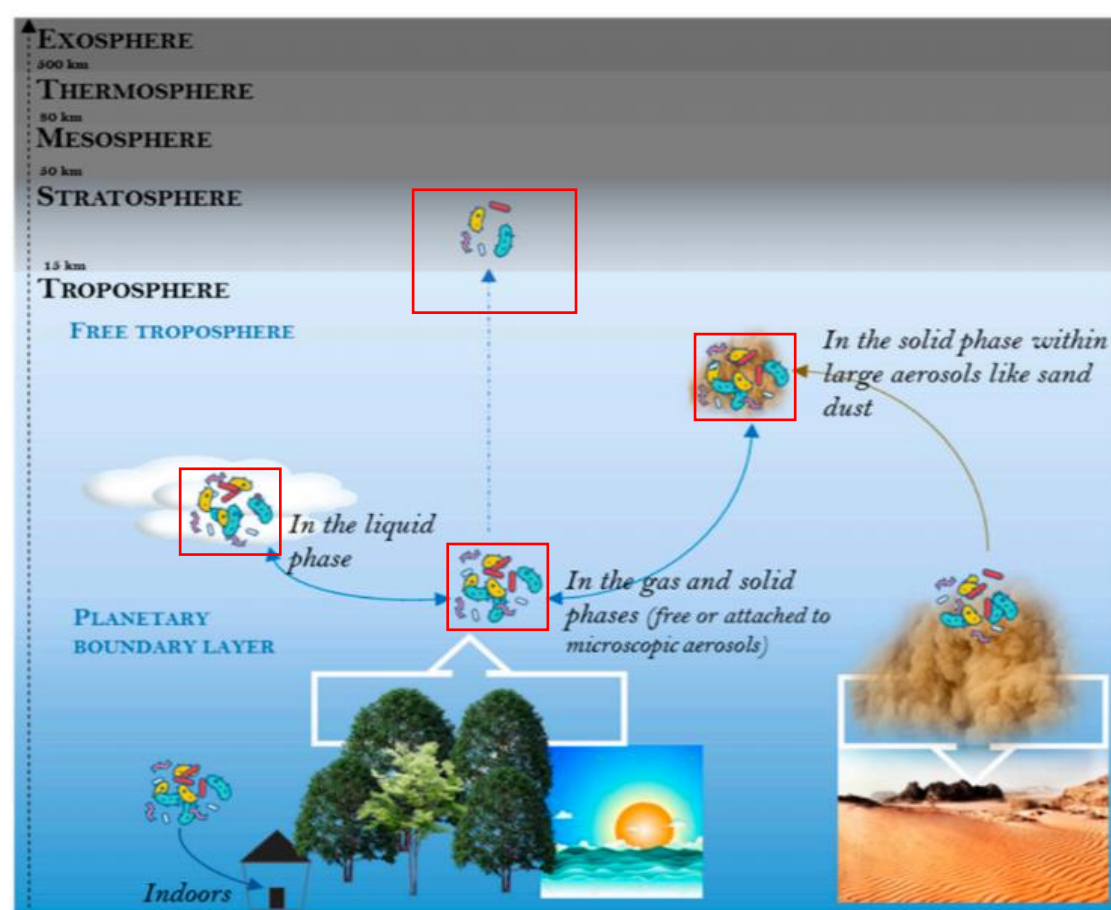 EXOSPHERE
500 km
THERMOSPHERE
80 km
MESOSPHERE
50 km
STRATOSPHERE
15 km
TROPOSPHERE
FREE TROPOSPHERE
In the solid phase within
large aerosols like sand
dust
In the liquid
phase
In the gas and solid
phases (free or attached to
microscopic aerosols)
PLANETARY
BOUNDARY LAYER
Indoors